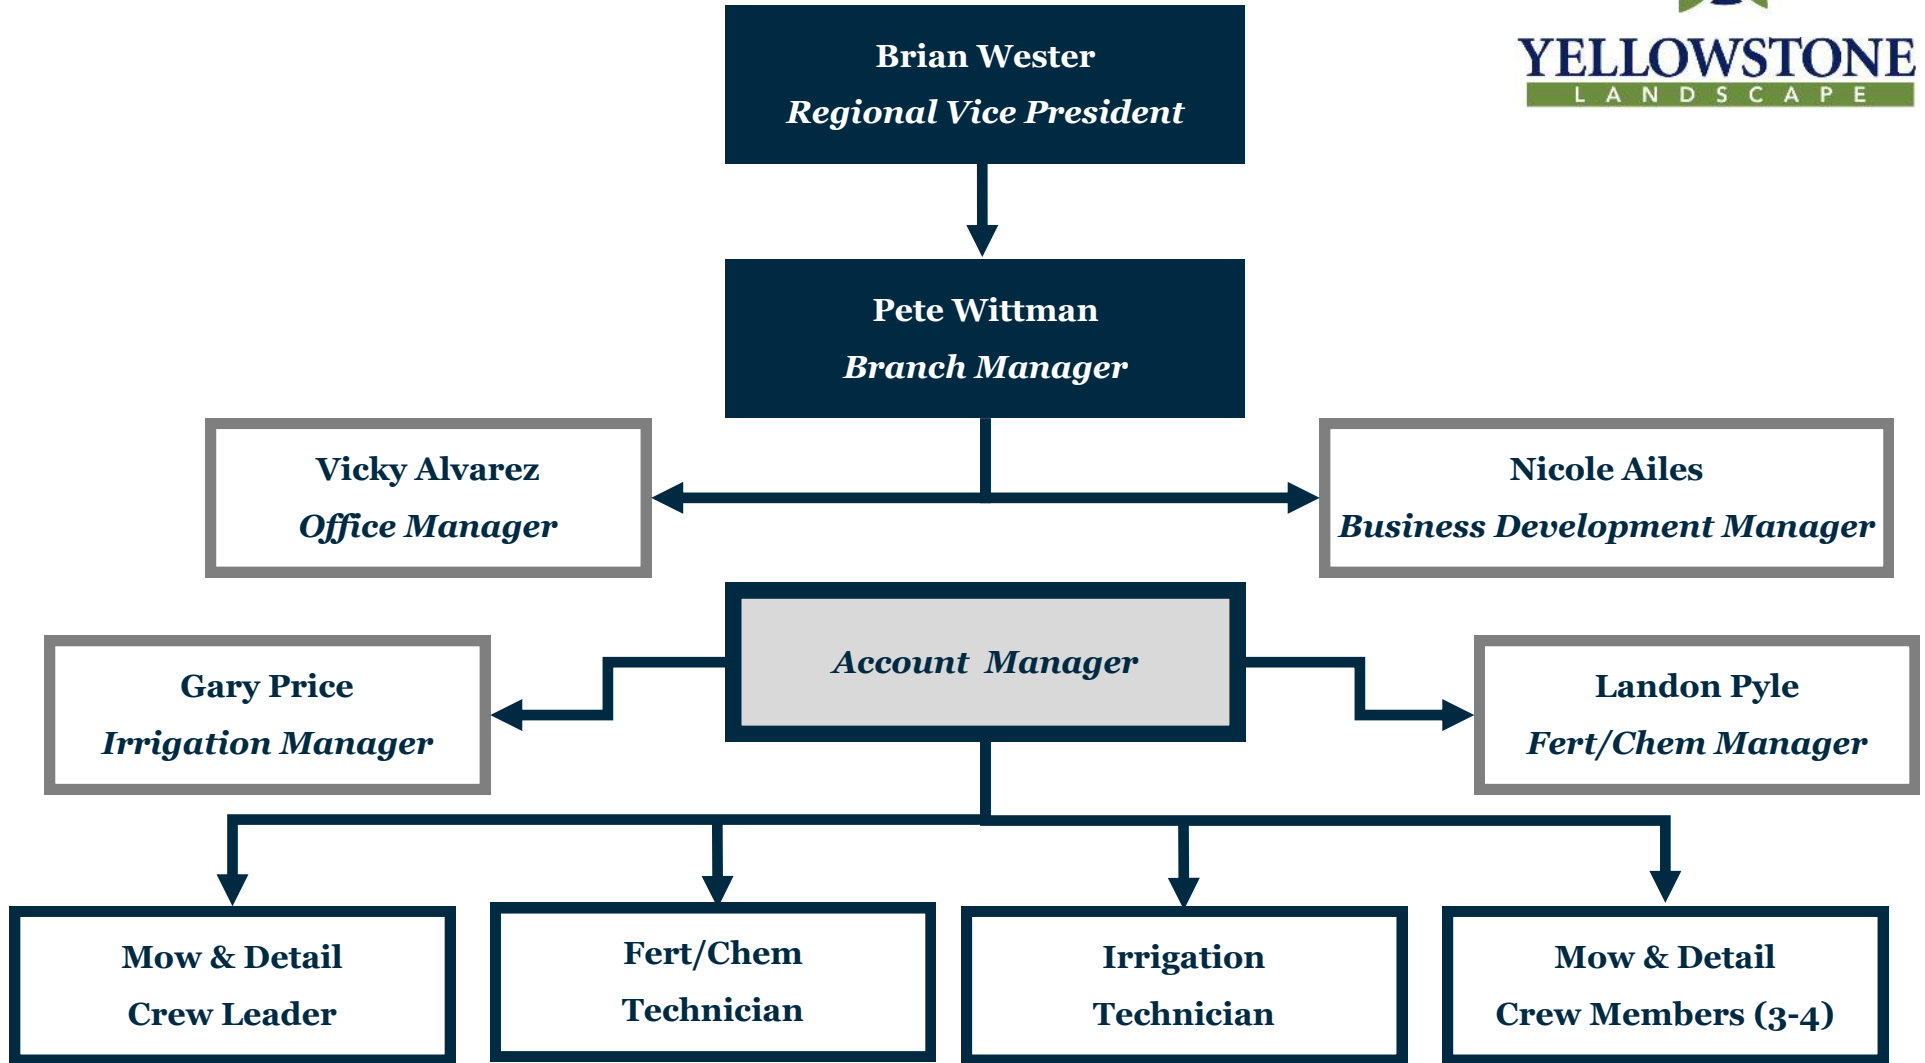 YELLOWSTONE
LANDSCAPE
Brian Wester
Regional Vice President
Pete Wittman
Branch Manager
Vicky Alvarez
Office Manager
Nicole Ailes
Business Development Manager
Account Manager
Gary Price
Irrigation Manager
Landon Pyle
Fert/Chem Manager
Mow & Detail
Crew Leader
Fert/Chem
Technician
Irrigation
Technician
Mow & Detail
Crew Members (3-4)